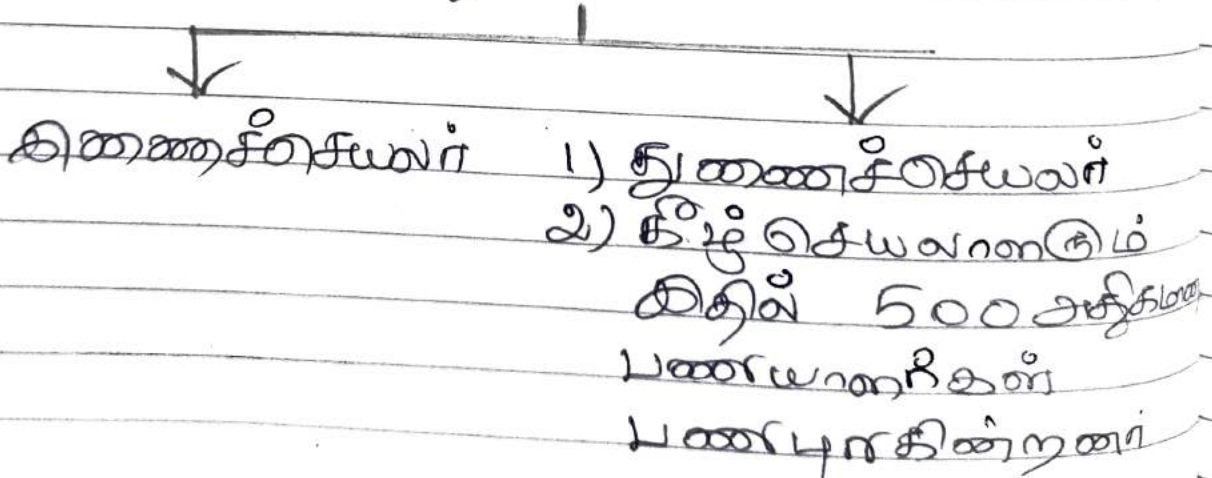 இணைச்செயலர்
1) துணைச்செயலர்
2) கீழ் செயலாளரும்
இதில் 500 அதிகமான
பணியாளர்கள்
பணிபுரிகின்றனர்